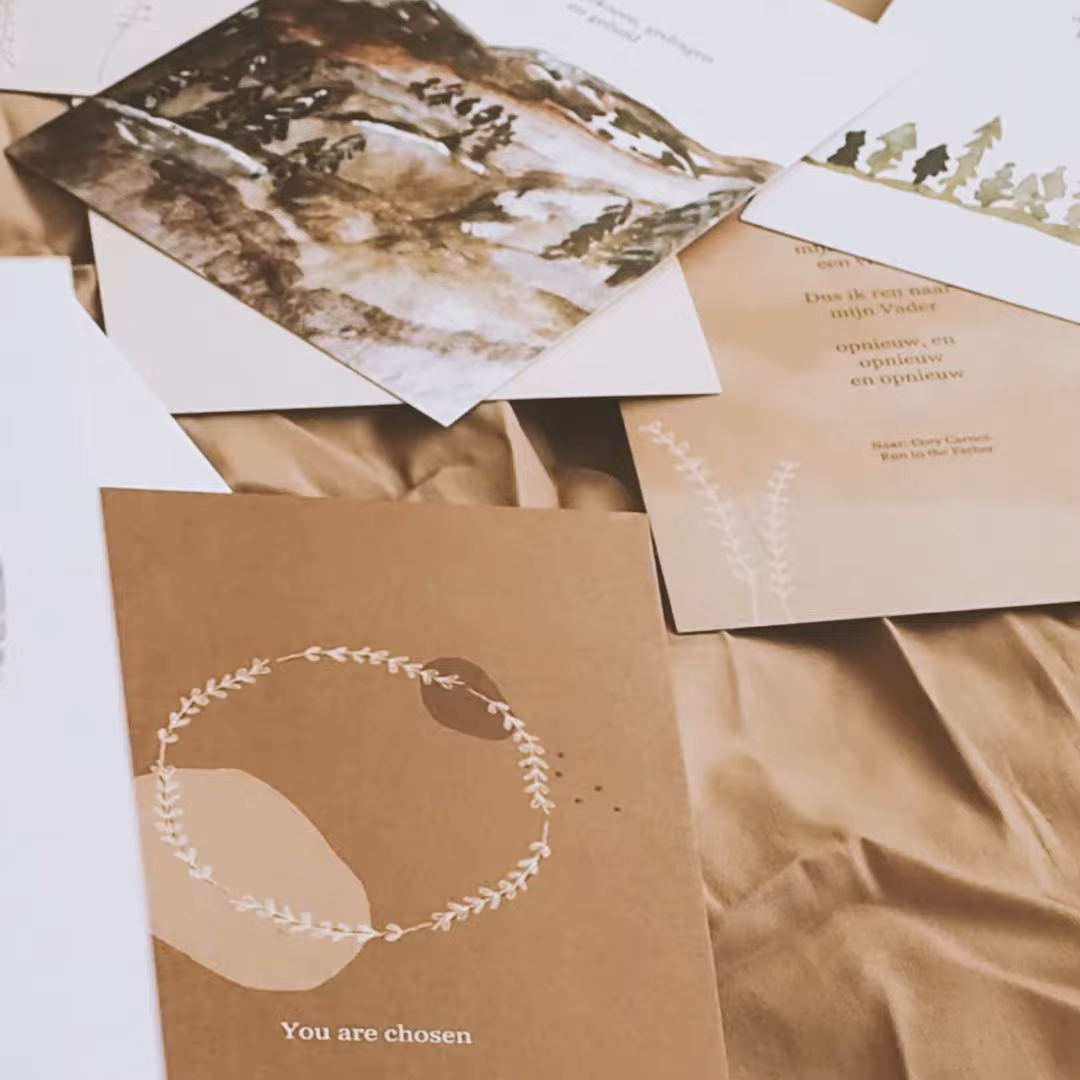 Dus ik ren naar
mijn Vader
opnieuw, en
opnieuw
en opnieuw
Naar: Cory Carnes-
Run to the Father
You are chosen